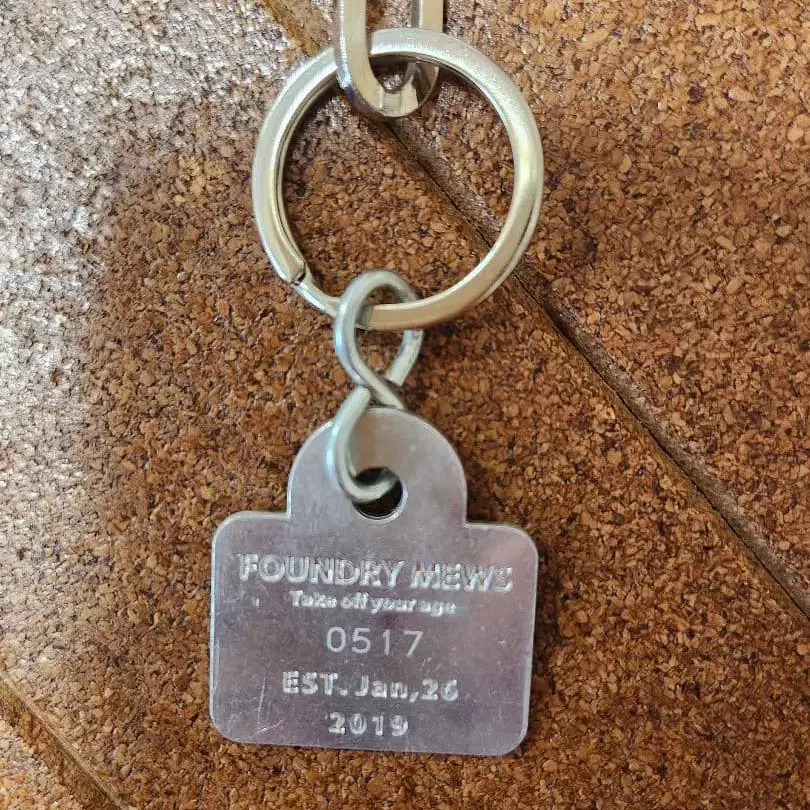 FOUNDRY MEWS
Take off your age
0517
EST. Jan,26
2019